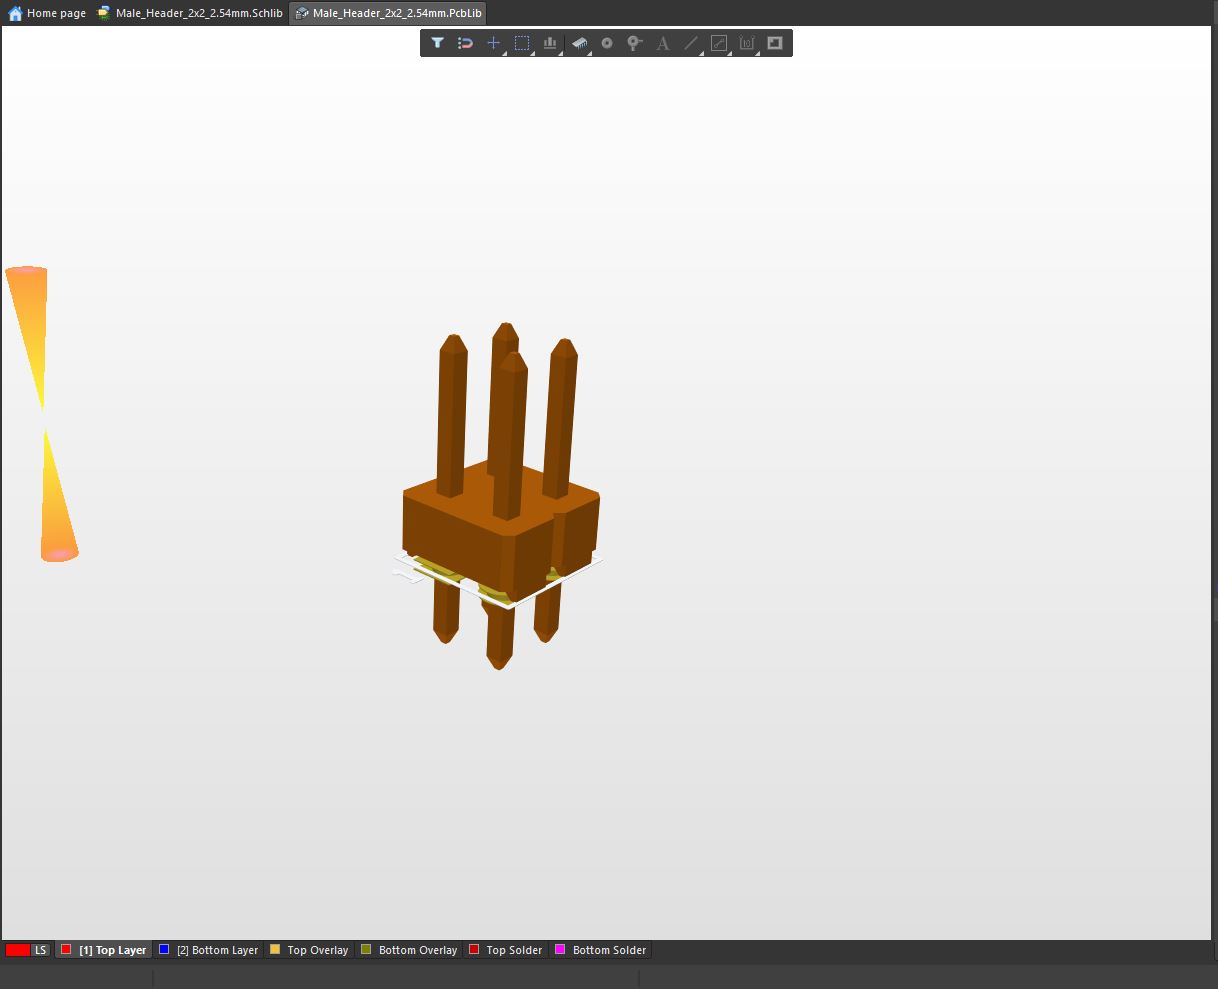 Home page Male_Header_2x2_2.54mm.Schlib Male_Header_2x2_2.54mm.PcbLib
A 10
LS [1] Top Layer [2] Bottom Layer Top Overlay Bottom Overlay Top Solder Bottom Solder